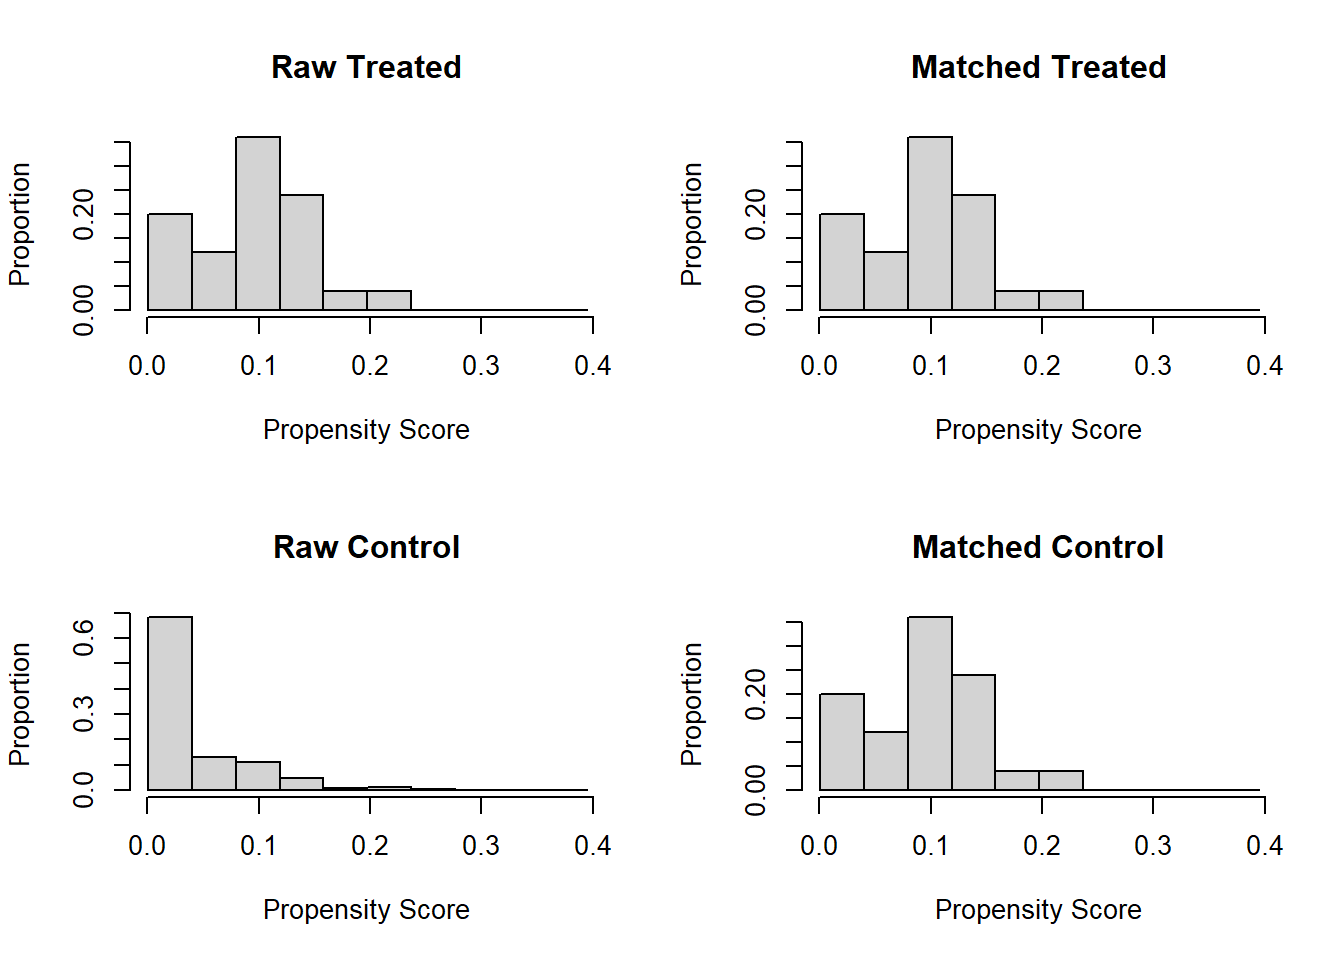 Raw Treated
Proportion
0.20
0.00
0.0 0.1 0.2 0.3 0.4
Propensity Score
Matched Treated
Proportion
0.20
0.00
0.0 0.1 0.2 0.3 0.4
Propensity Score
Raw Control
Proportion
0.6
0.3
0.0
0.0 0.1 0.2 0.3 0.4
Propensity Score
Matched Control
Proportion
0.20
0.00
0.0 0.1 0.2 0.3 0.4
Propensity Score